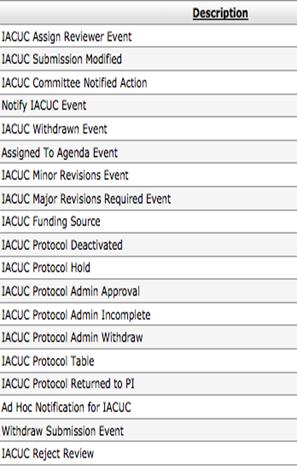 Description
IACUC Assign Reviewer Event
IACUC Submission Modified
IACUC Committee Notified Action
Notify IACUC Event
IACUC Withdrawn Event
Assigned To Agenda Event
IACUC Minor Revisions Event
IACUC Major Revisions Required Event
IACUC Funding Source
IACUC Protocol Deactivated
IACUC Protocol Hold
IACUC Protocol Admin Approval
IACUC Protocol Admin Incomplete
IACUC Protocol Admin Withdraw
IACUC Protocol Table
IACUC Protocol Returned to PI
Ad Hoc Notification for IACUC
Withdraw Submission Event
IACUC Reject Review